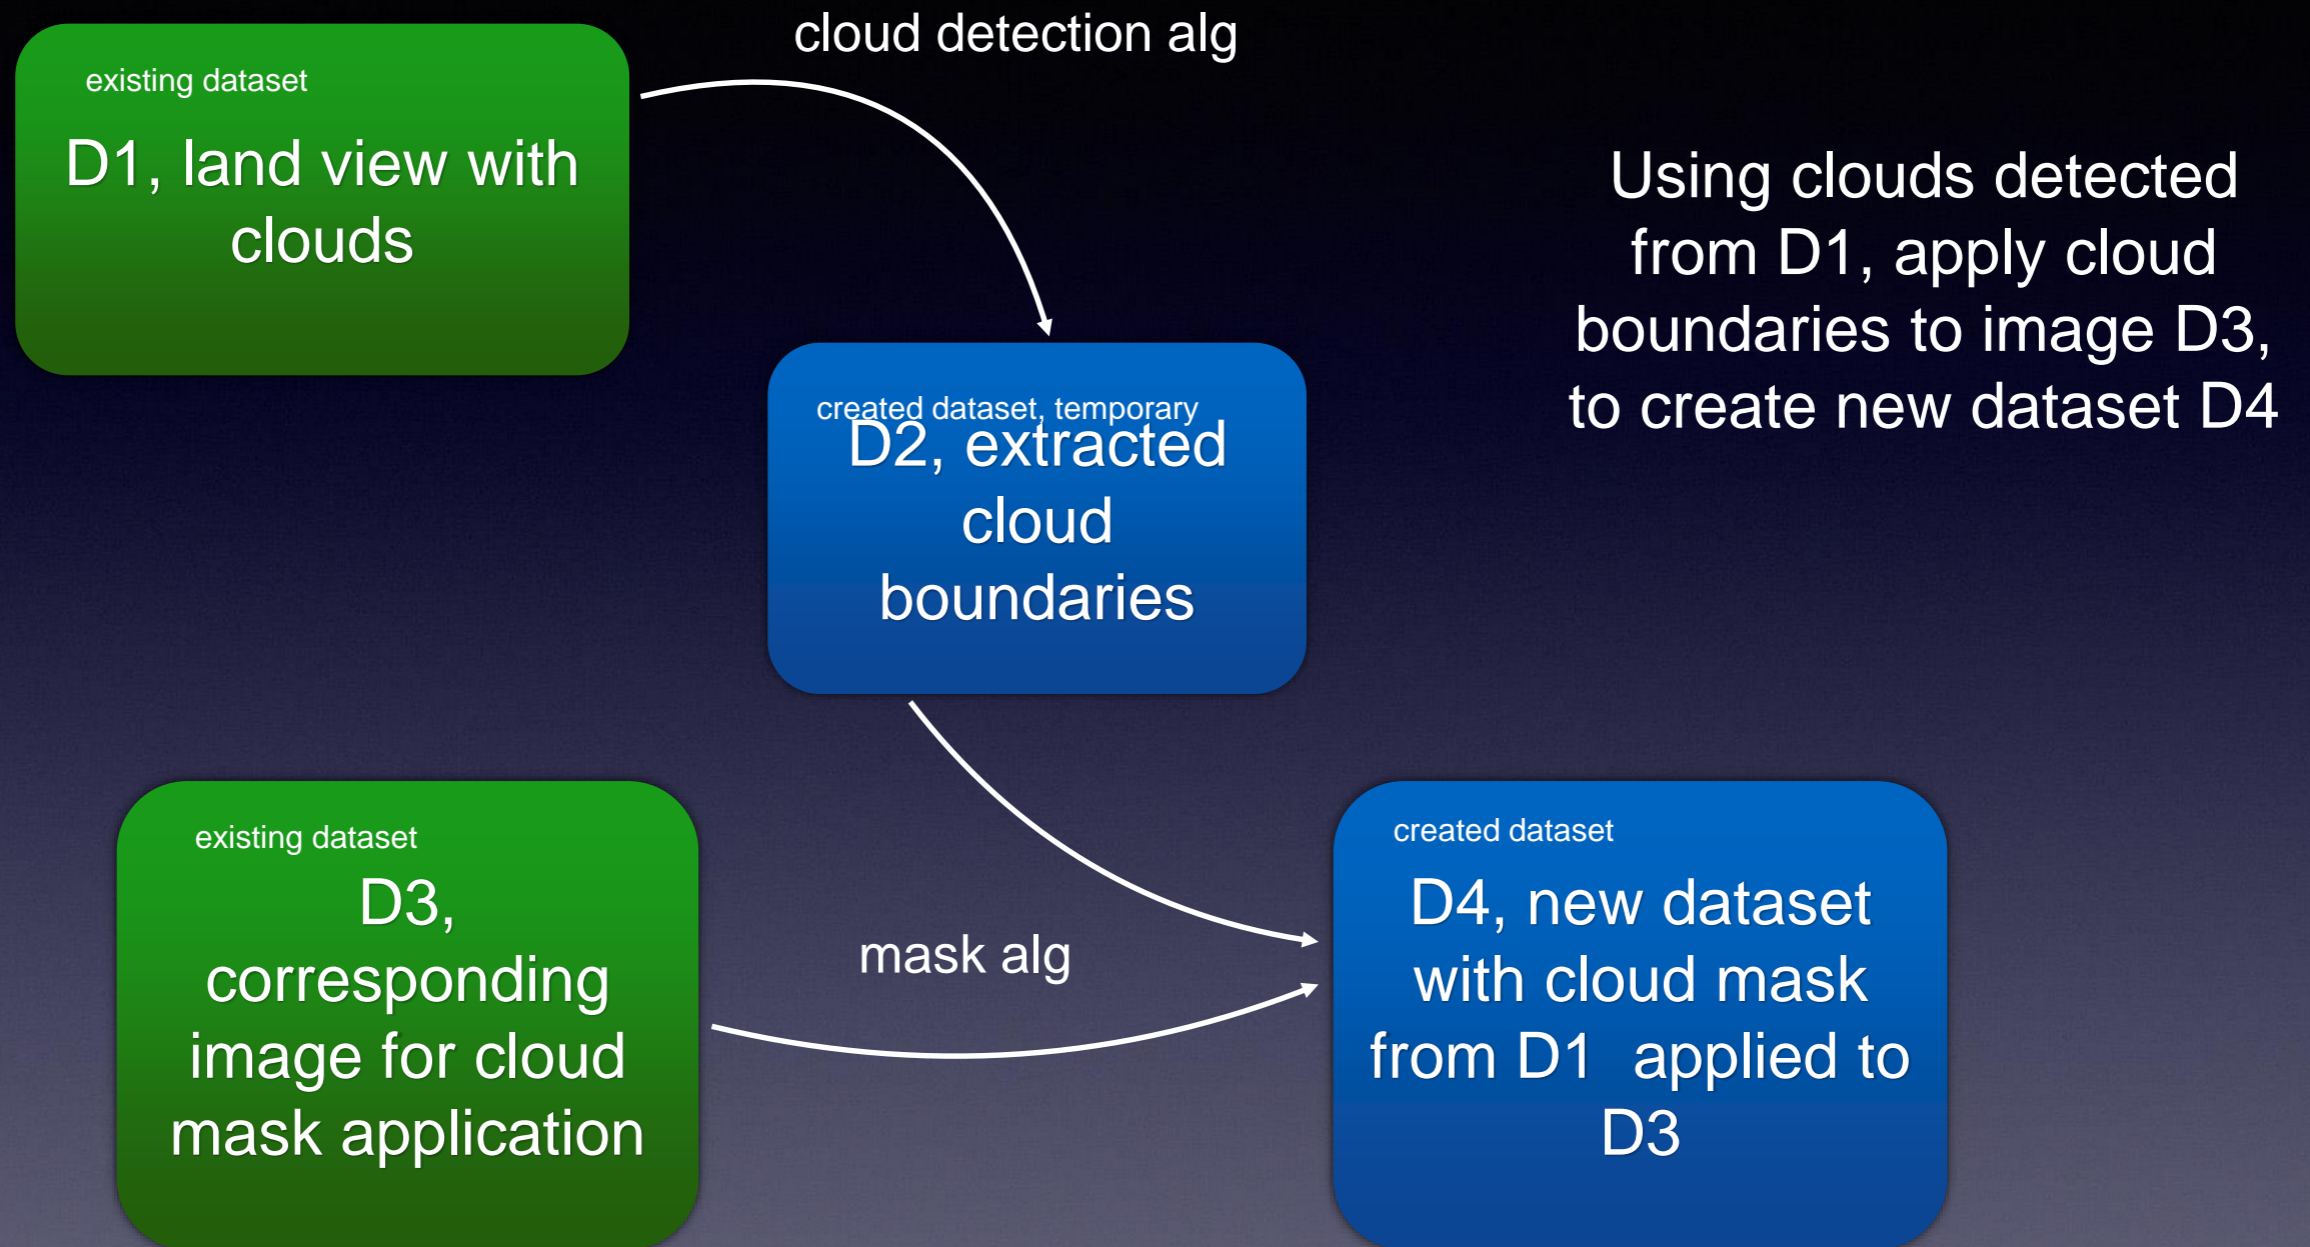 cloud detection alg
existing dataset
D1, land view with
clouds
Using clouds detected
from D1, apply cloud
boundaries to image D3,
to create new dataset D4
created dataset, temporary
D2, extracted
cloud
boundaries
existing dataset
D3,
corresponding
image for cloud
mask application
mask alg
created dataset
D4, new dataset
with cloud mask
from D1  applied to
D3